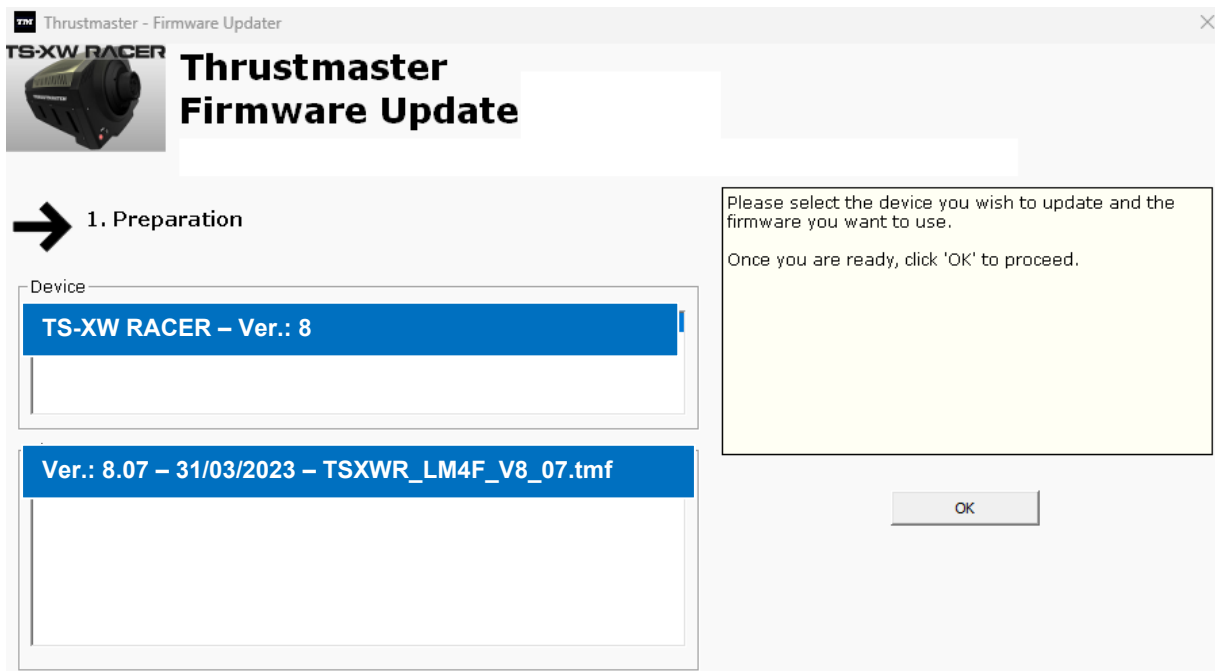 Thrustmaster - Firmware Updater
TS-XW RACER
Thrustmaster
Firmware Update
1. Preparation
Please select the device you wish to update and the
firmware you want to use.
Once you are ready, click 'OK' to proceed.
Device
TS-XW RACER – Ver.: 8
Ver.: 8.07 – 31/03/2023 – TSXWR_LM4F_V8_07.tmf
OK